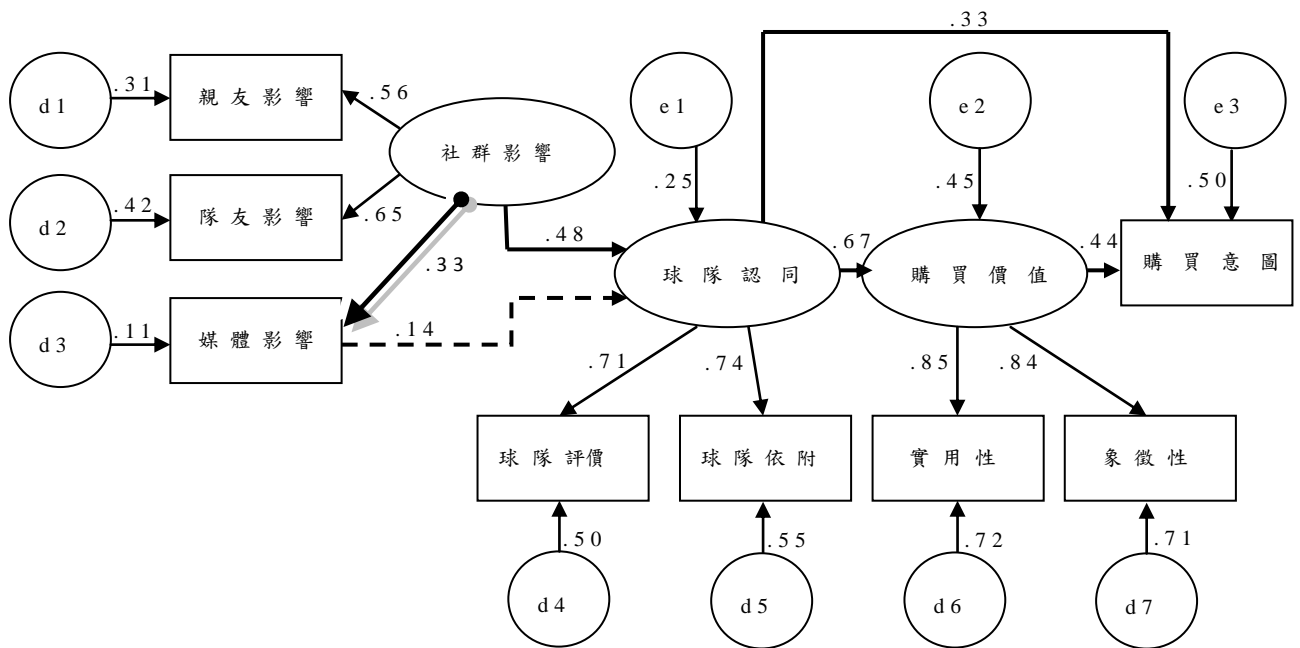 .33
d1
.31
親友影響
.56
社群影響
e1
e2
e3
.25
.45
.50
d2
.42
隊友影響
.65
.48
.33
球隊認同
.67
購買價值
.44
購買意圖
d3
.11
媒體影響
.14
.71
.74
.85
.84
球隊評價
球隊依附
實用性
象徵性
.50
.55
.72
.71
d4
d5
d6
d7